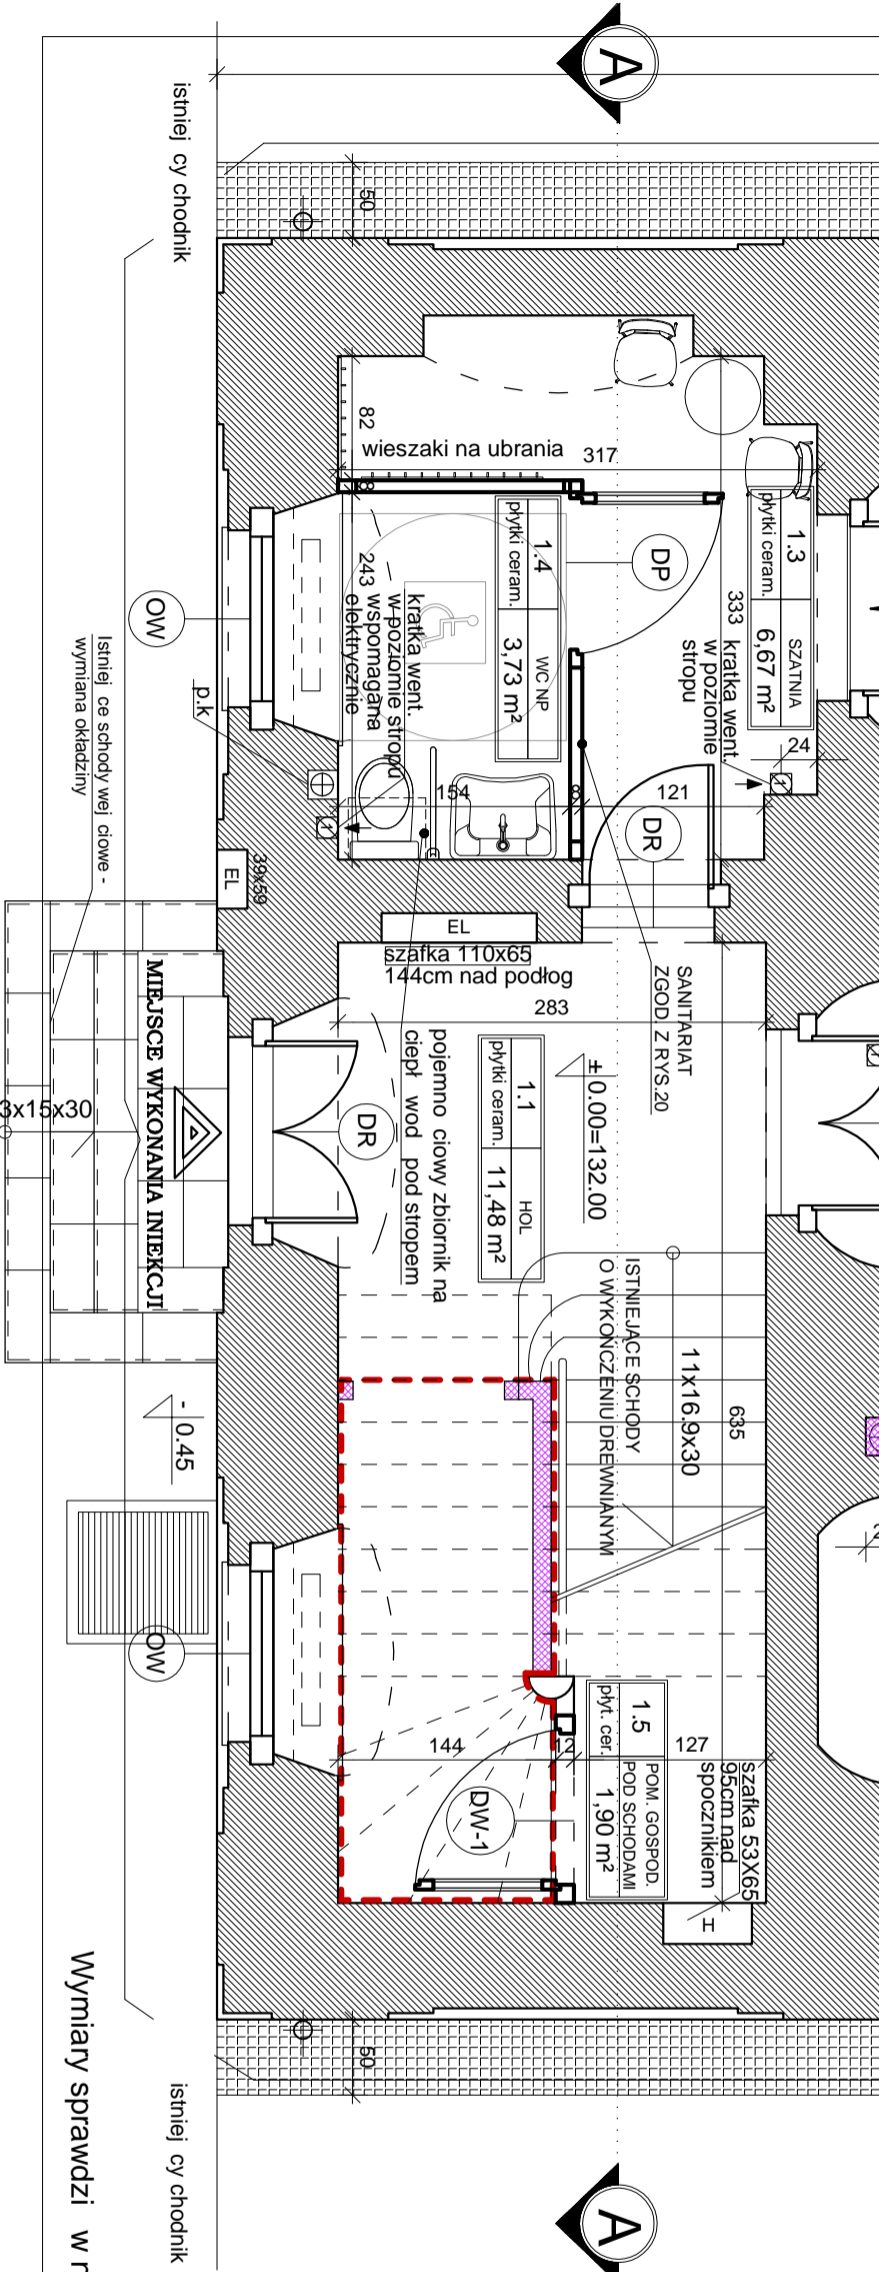 A
istniej cy chodnik
50
82
8
wieszaki na ubrania
317
1.3
SZATNIA
płytki ceram.
6,67 m²
333
kratka went.
w poziomie
stropu
24
1
DP
1.4
WC NP
płytki ceram.
3,73 m²
243
kratka went.
w poziomie stropu
wspomagana
elektrycznie
OW
p.k
Istniej ce schody wej ciowe -
wymiana okładziny
1
154
8
121
DR
EL
39x59
EL
szafka 110x65
144cm nad podłog
283
SANITARIAT
ZGOD. Z RYS.20
±0.00=132.00
1.1
HOL
płytki ceram.
11,48 m²
pojemno ciowy zbiornik na
ciepł wod pod stropem
DR
MIEJSCE WYKONANIA INIEKCJI
3x15x30
- 0.45
ISTNIEJĄCE SCHODY
O WYKOŃCZENIU DREWNIANYM
11x16.9x30
635
2
OW
144
12
127
DW-1
1.5
POM. GOSPOD.
POD SCHODAMI
płyt. cer.
1,90 m²
szafka 53X65
95cm nad
spocznikiem
H
50
istniej cy chodnik
Wymiary sprawdzi w n
A